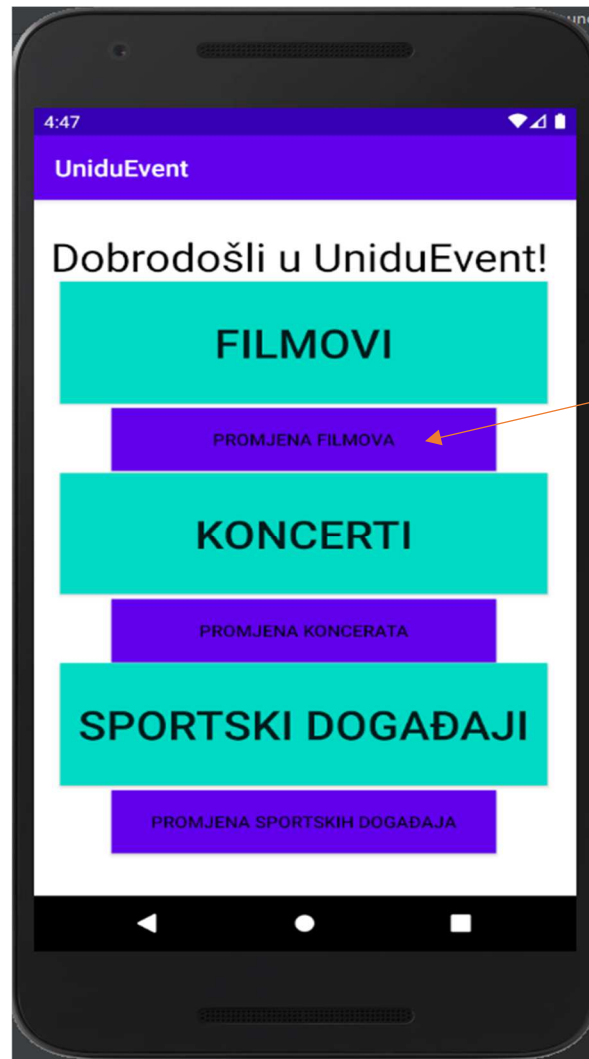 4:47
UniduEvent
Dobrodošli u UniduEvent!
FILMOVI
PROMJENA FILMOVA
KONCERTI
PROMJENA KONCERATA
SPORTSKI DOGAĐAJI
PROMJENA SPORTSKIH DOGAĐAJA